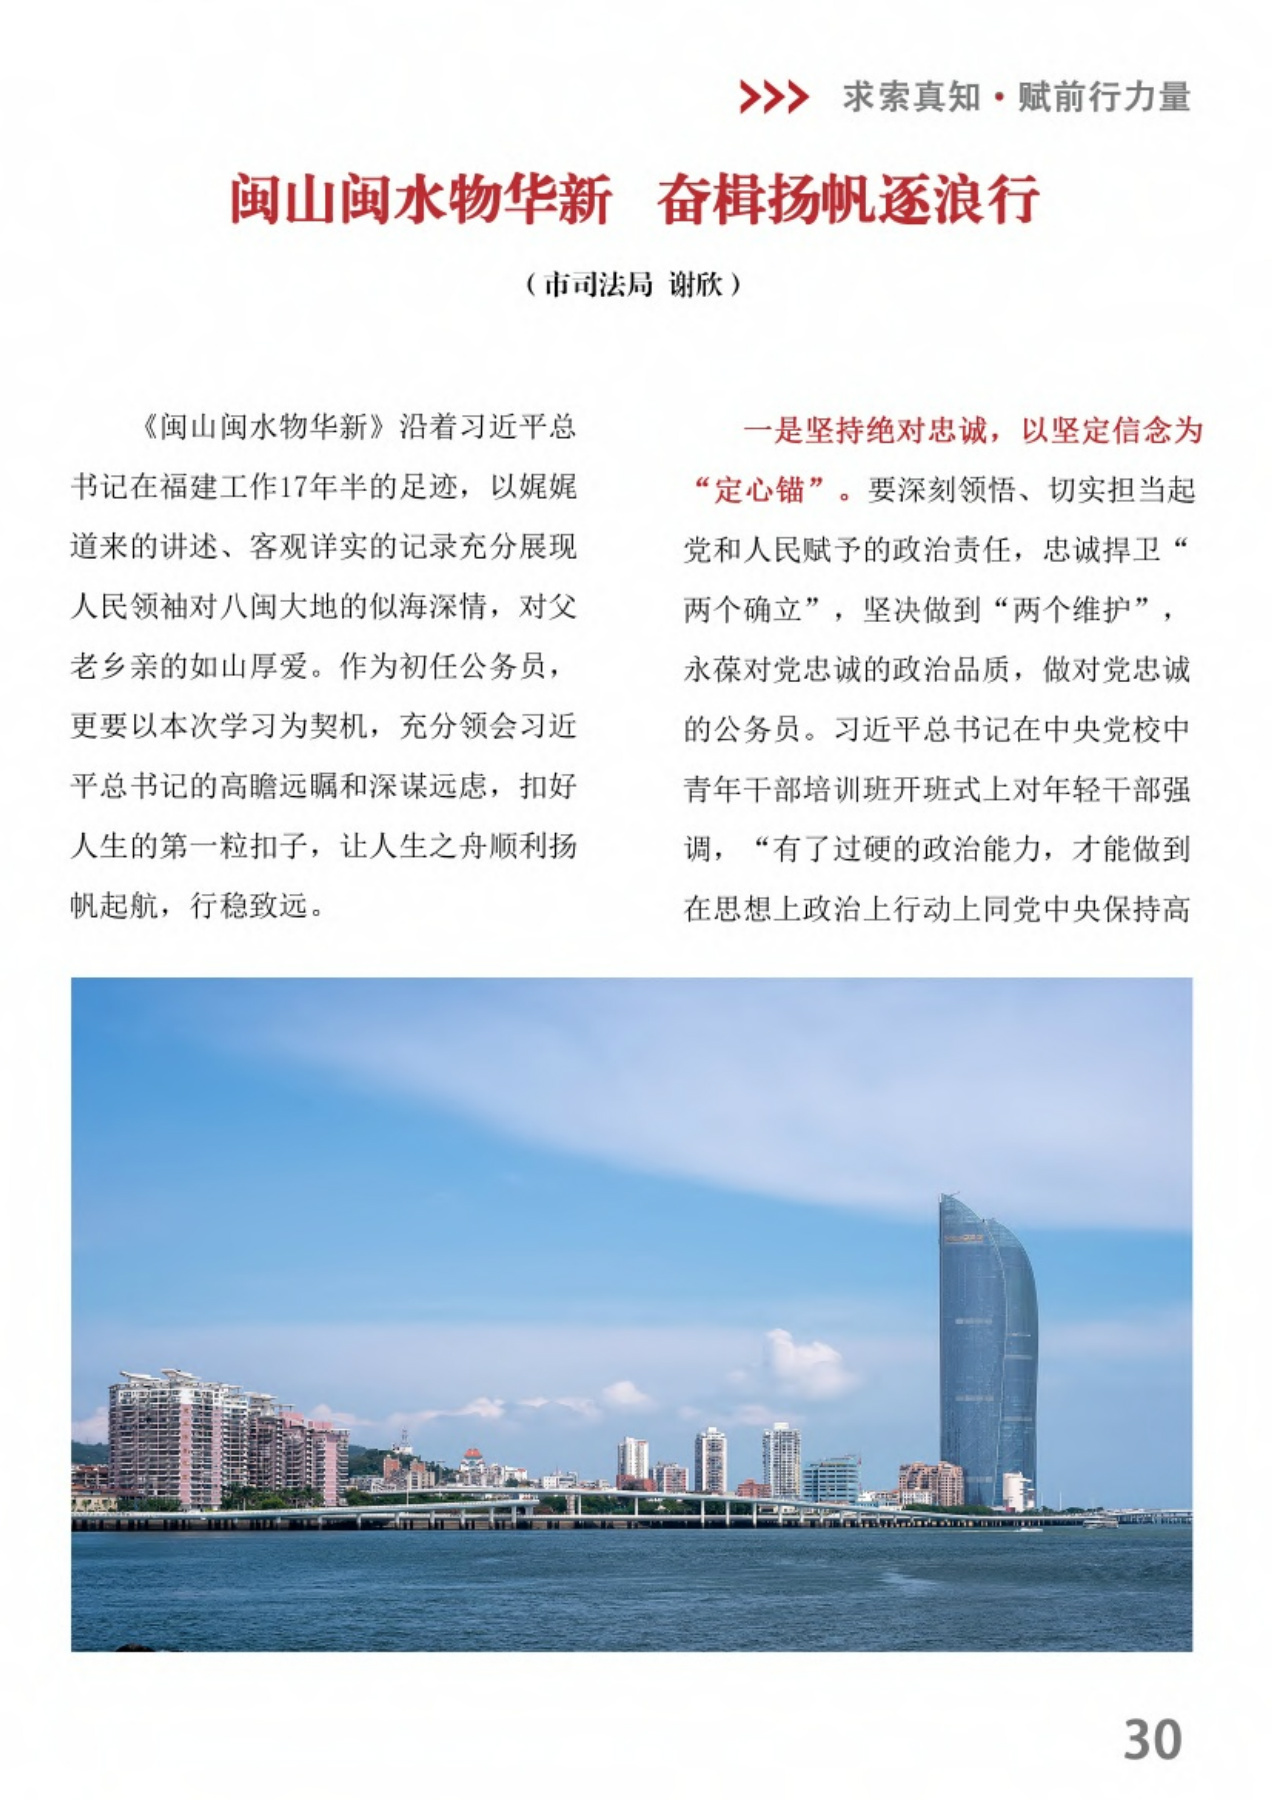 >>> 求索真知·赋前行力量
闽山闽水物华新 奋楫扬帆逐浪行
（市司法局 谢欣）
《闽山闽水物华新》沿着习近平总
书记在福建工作17年半的足迹，以娓娓
道来的讲述、客观详实的记录充分展现
人民领袖对八闽大地的似海深情，对父
老乡亲的如山厚爱。作为初任公务员，
更要以本次学习为契机，充分领会习近
平总书记的高瞻远瞩和深谋远虑，扣好
人生的第一粒扣子，让人生之舟顺利扬
帆起航，行稳致远。
一是坚持绝对忠诚，以坚定信念为
“定心锚”。要深刻领悟、切实担当起
党和人民赋予的政治责任，忠诚捍卫“
两个确立”，坚决做到“两个维护”，
永葆对党忠诚的政治品质，做对党忠诚
的公务员。习近平总书记在中央党校中
青年干部培训班开班式上对年轻干部强
调，“有了过硬的政治能力，才能做到
在思想上政治上行动上同党中央保持高
30